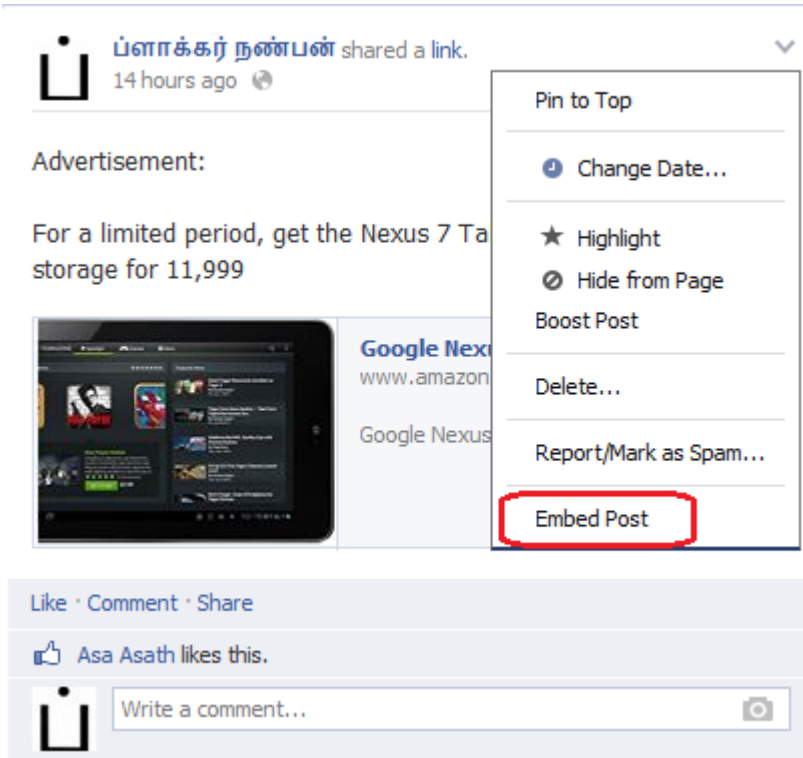 ப்ளாக்கர் நண்பன் shared a link.
14 hours ago
Advertisement:
For a limited period, get the Nexus 7 Ta
storage for 11,999
Google Nex
www.amazon
Google Nexus
Pin to Top
Change Date...
Highlight
Hide from Page
Boost Post
Delete...
Report/Mark as Spam...
Embed Post
Like · Comment · Share
Asa Asath likes this.
ப்
Write a comment...